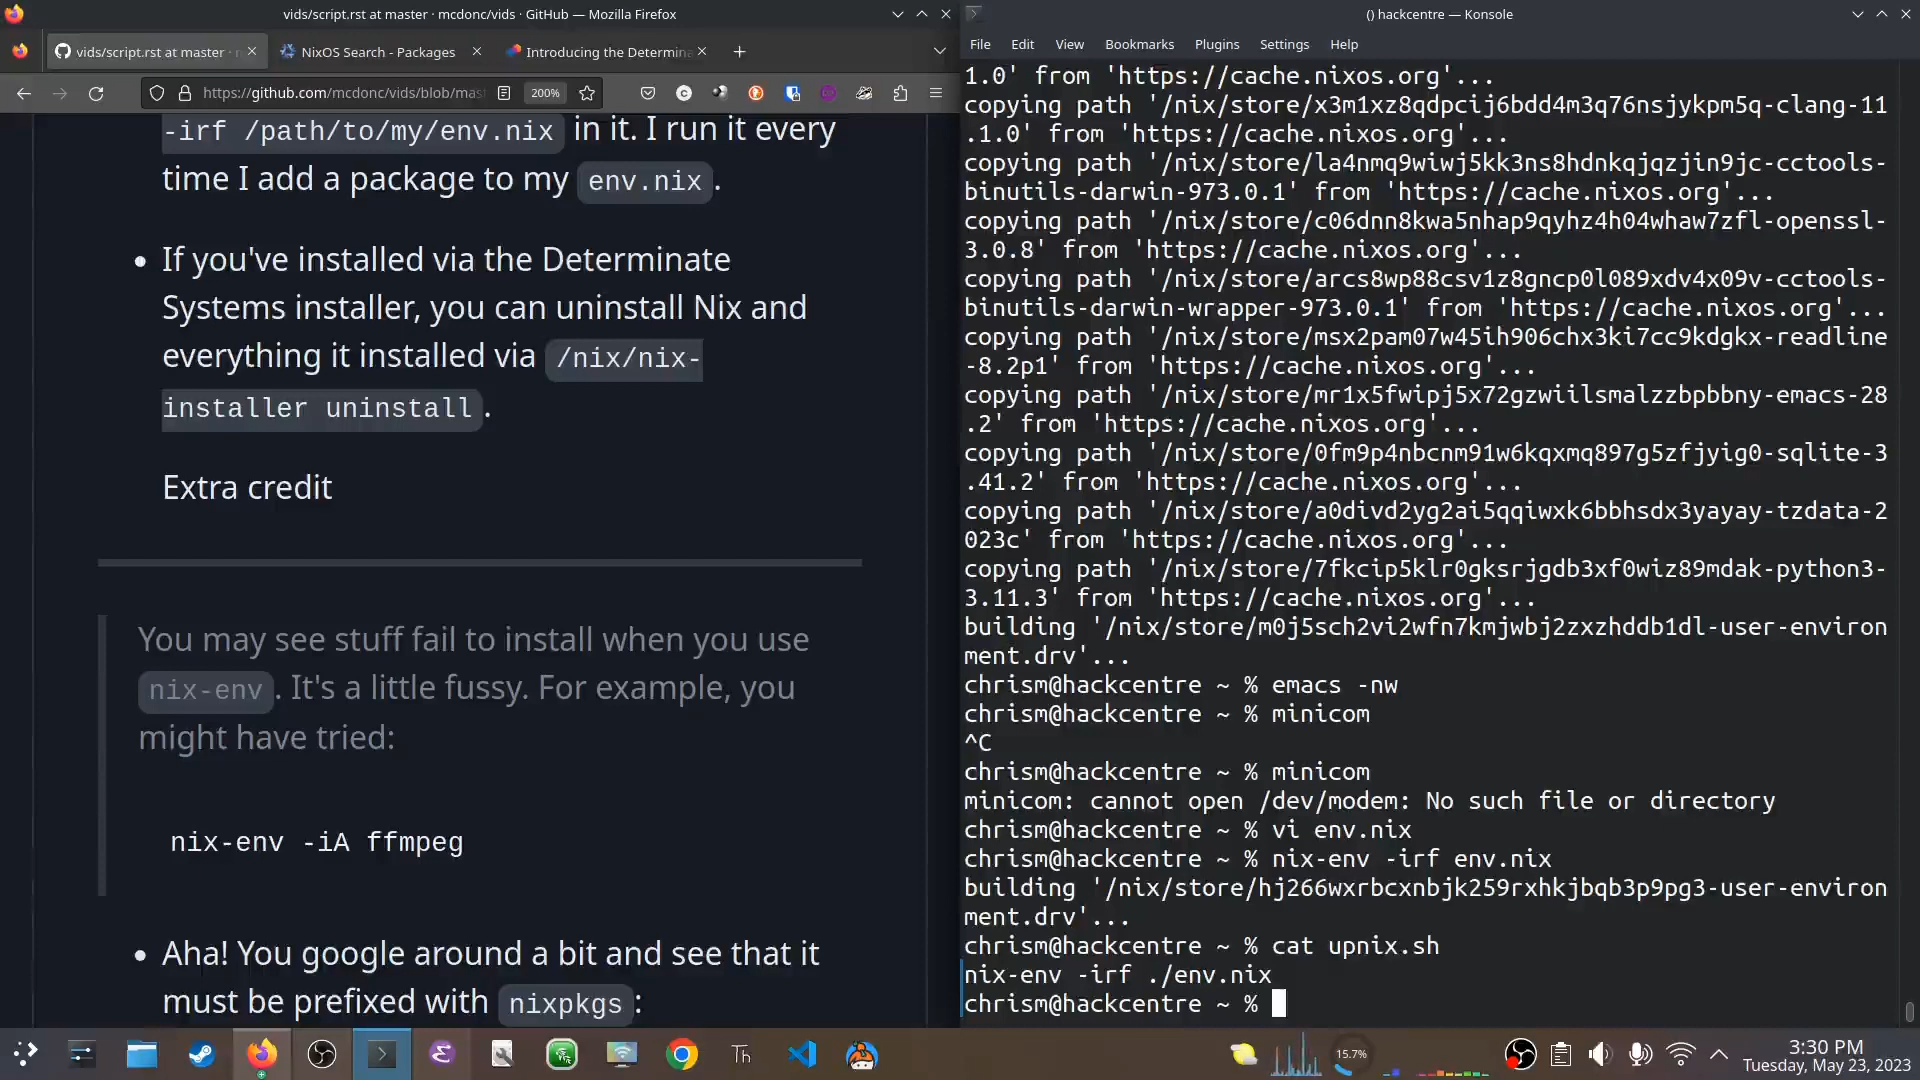 vids/script.rst at master · mcdonc/vids · GitHub — Mozilla Firefox
vids/script.rst at master ·
NixOS Search - Packages
Introducing the Determina
https://github.com/mcdonc/vids/blob/mas
200%
-irf /path/to/my/env.nix in it. I run it every
time I add a package to my env.nix .
• If you've installed via the Determinate
Systems installer, you can uninstall Nix and
everything it installed via /nix/nix-
installer uninstall .
Extra credit
You may see stuff fail to install when you use
nix-env . It's a little fussy. For example, you
might have tried:
nix-env -iA ffmpeg
• Aha! You google around a bit and see that it
must be prefixed with nixpkgs :
() hackcentre — Konsole
File Edit View Bookmarks Plugins Settings Help
1.0' from 'https://cache.nixos.org'...
copying path '/nix/store/x3m1xz8qdpcij6bdd4m3q76nsjykpm5q-clang-11
.1.0' from 'https://cache.nixos.org'...
copying path '/nix/store/la4nmq9wiwj5kk3ns8hdnkqjqzjin9jc-cctools-
binutils-darwin-973.0.1' from 'https://cache.nixos.org'...
copying path '/nix/store/c06dnn8kwa5nhap9qyhz4h04whaw7zfl-openssl-
3.0.8' from 'https://cache.nixos.org'...
copying path '/nix/store/arcs8wp88csv1z8gncp0l089xdv4x09v-cctools-
binutils-darwin-wrapper-973.0.1' from 'https://cache.nixos.org'...
copying path '/nix/store/msx2pam07w45ih906chx3ki7cc9kdgkx-readline
-8.2p1' from 'https://cache.nixos.org'...
copying path '/nix/store/mr1x5fwipj5x72gzwiilsmalzzbpbbny-emacs-28
.2' from 'https://cache.nixos.org'...
copying path '/nix/store/0fm9p4nbcnm91w6kqxmq897g5zfjyig0-sqlite-3
.41.2' from 'https://cache.nixos.org'...
copying path '/nix/store/a0divd2yg2ai5qqiwxk6bbhsdx3yayay-tzdata-2
023c' from 'https://cache.nixos.org'...
copying path '/nix/store/7fkcip5klr0gksrjgdb3xf0wiz89mdak-python3-
3.11.3' from 'https://cache.nixos.org'...
building '/nix/store/m0j5sch2vi2wfn7kmjwbj2zxzhddb1dl-user-environ
ment.drv'...
chrism@hackcentre ~ % emacs -nw
chrism@hackcentre ~ % minicom
^C
chrism@hackcentre ~ % minicom
minicom: cannot open /dev/modem: No such file or directory
chrism@hackcentre ~ % vi env.nix
chrism@hackcentre ~ % nix-env -irf env.nix
building '/nix/store/hj266wxrbcxnbjk259rxhkjbqb3p9pg3-user-environ
ment.drv'...
chrism@hackcentre ~ % cat upnix.sh
nix-env -irf ./env.nix
chrism@hackcentre ~ %
Th
15.7%
3:30 PM
Tuesday, May 23, 2023